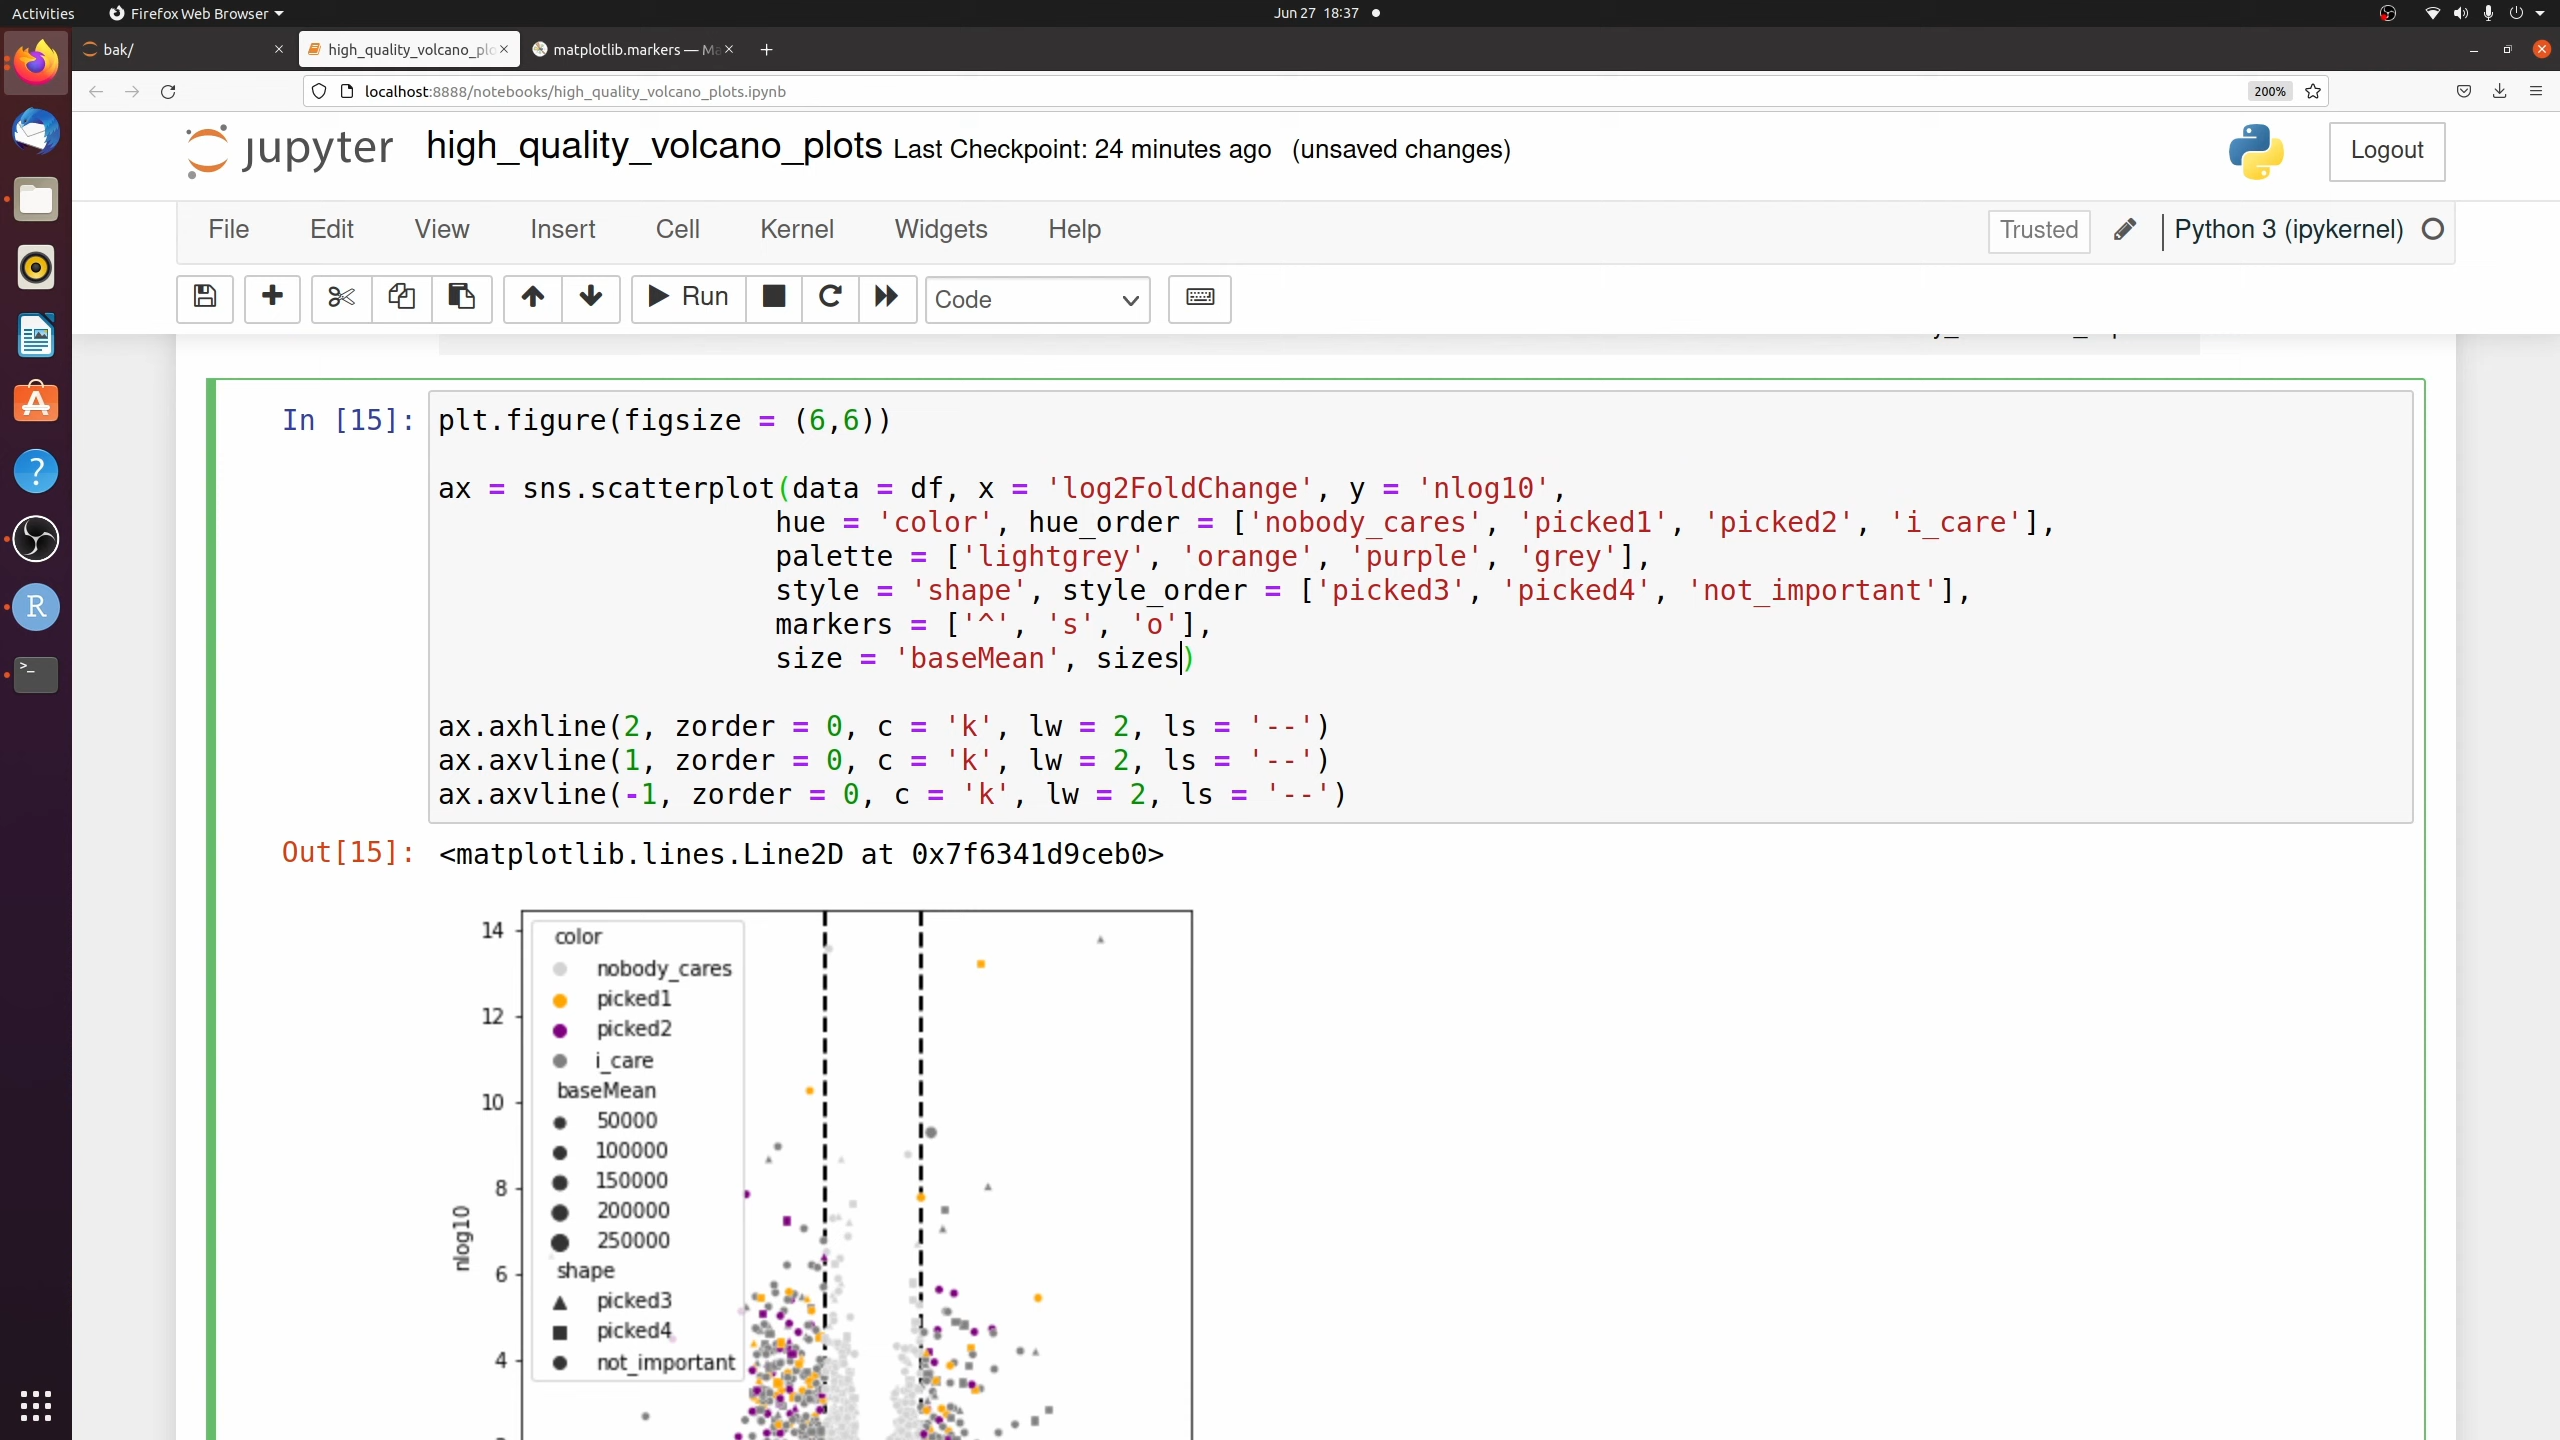 Activities
Firefox Web Browser
Jun 27 18:37
bak/
high_quality_volcano_plo
matplotlib.markers — Ma
localhost:8888/notebooks/high_quality_volcano_plots.ipynb
200%
jupyter
high_quality_volcano_plots Last Checkpoint: 24 minutes ago (unsaved changes)
Logout
File Edit View Insert Cell Kernel Widgets Help
Trusted
Python 3 (ipykernel)
Run
Code
In [15]:
plt.figure(figsize = (6,6))
ax = sns.scatterplot(data = df, x = 'log2FoldChange', y = 'nlog10',
hue = 'color', hue_order = ['nobody_cares', 'picked1', 'picked2', 'i_care'],
palette = ['lightgrey', 'orange', 'purple', 'grey'],
style = 'shape', style_order = ['picked3', 'picked4', 'not_important'],
markers = ['^', 's', 'o'],
size = 'baseMean', sizes)
ax.axhline(2, zorder = 0, c = 'k', lw = 2, ls = '--')
ax.axvline(1, zorder = 0, c = 'k', lw = 2, ls = '--')
ax.axvline(-1, zorder = 0, c = 'k', lw = 2, ls = '--')
Out[15]:
<matplotlib.lines.Line2D at 0x7f6341d9ceb0>
14
12
10
8
6
4
nlog10
color
nobody_cares
picked1
picked2
i_care
baseMean
50000
100000
150000
200000
250000
shape
picked3
picked4
not_important